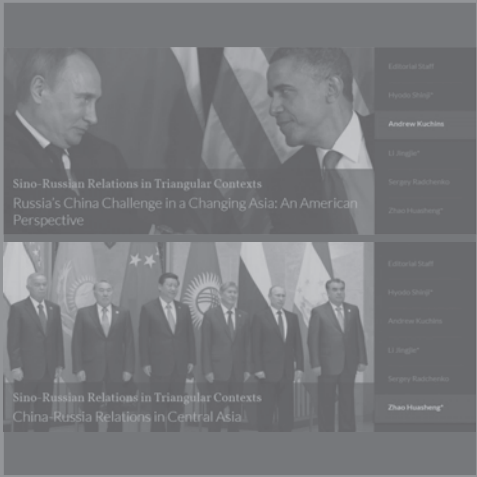 Editorial Staff
Hyodo Shinji*
Andrew Kuchins
Li Jingjie*
Sergey Radchenko
Zhao Huasheng*
Sino-Russian Relations in Triangular Contexts
Russia's China Challenge in a Changing Asia: An American
Perspective
Editorial Staff
Hyodo Shinji*
Andrew Kuchins
Li Jingjie*
Sergey Radchenko
Zhao Huasheng*
Sino-Russian Relations in Triangular Contexts
China-Russia Relations in Central Asia